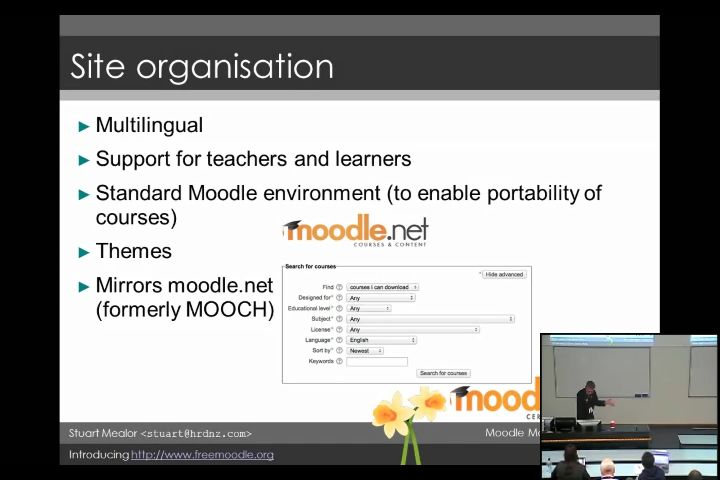 Site organisation
Multilingual
Support for teachers and learners
Standard Moodle environment (to enable portability of
courses)
Themes
Mirrors moodle.net
(formerly MOOCH)
moodle.net
COURSES & CONTENT
Search for courses
* Hide advanced
Find courses I can download
Designed for* Any
Educational level* Any
Subject* Any
License* Any
Language* English
Sort by* Newest
Keywords
Search for courses
mood
CE
Stuart Mealor <stuart@hrdnz.com>
Moodle Mo
Introducing http://www.freemoodle.org